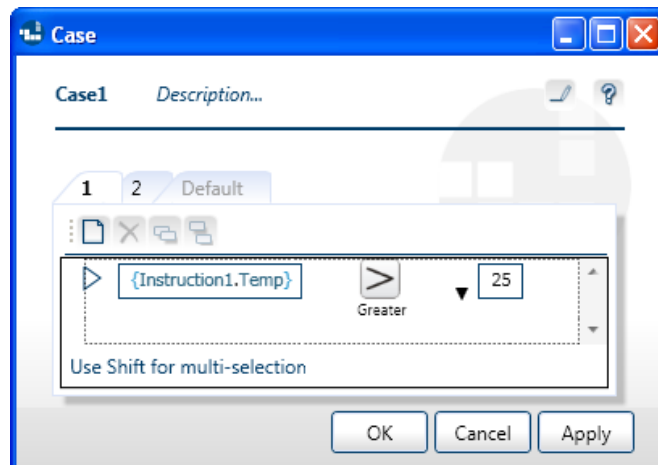 Case
Case1 Description...
1 2 Default
{Instruction1.Temp} > 25
Greater
Use Shift for multi-selection
OK Cancel Apply